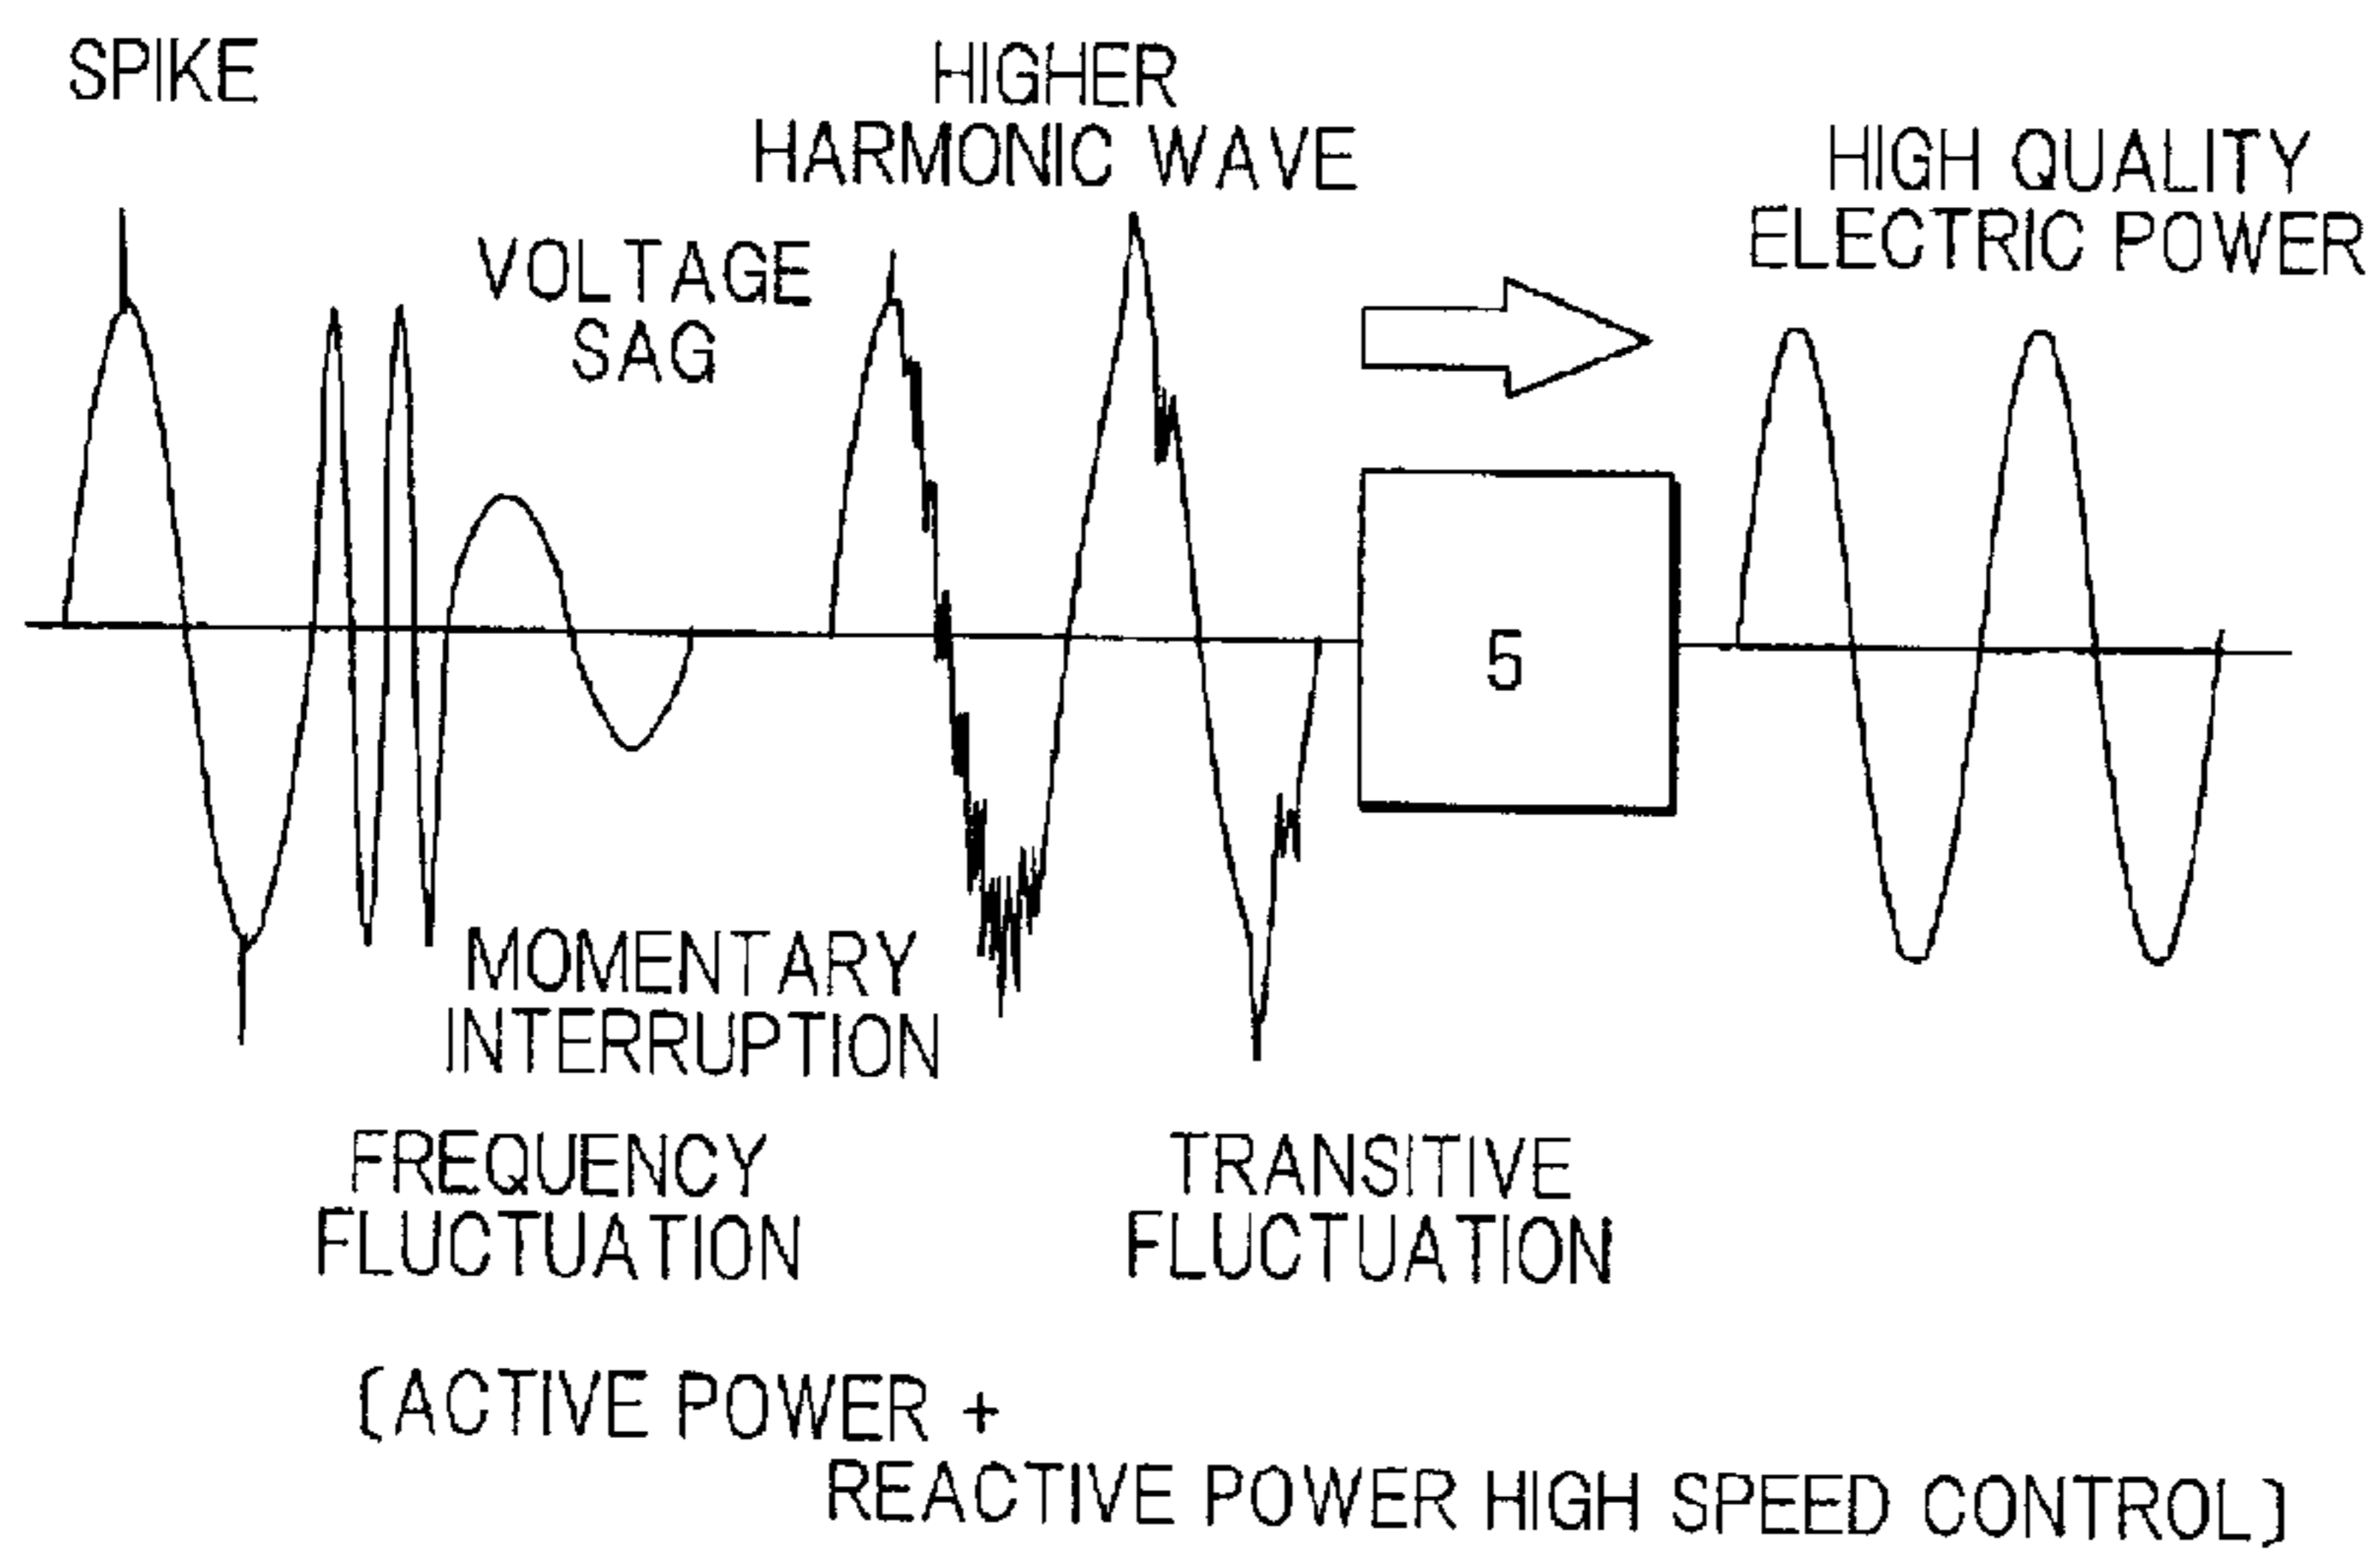 SPIKE
HIGHER
HARMONIC WAVE
HIGH QUALITY
ELECTRIC POWER
VOLTAGE
SAG
5
MOMENTARY
INTERRUPTION
FREQUENCY
FLUCTUATION
TRANSITIVE
FLUCTUATION
(ACTIVE POWER +
REACTIVE POWER HIGH SPEED CONTROL)